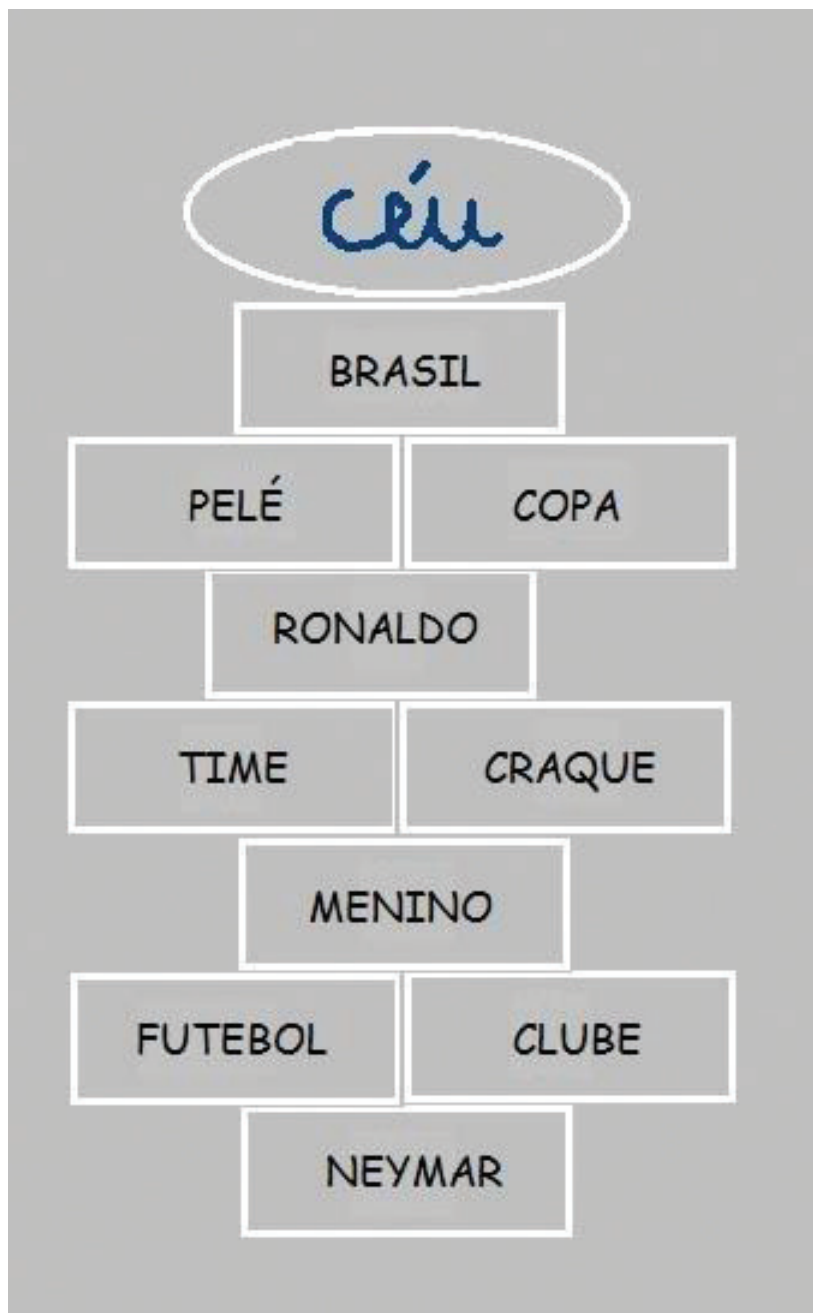 céu
BRASIL
PELÉ COPA
RONALDO
TIME CRAQUE
MENINO
FUTEBOL CLUBE
NEYMAR